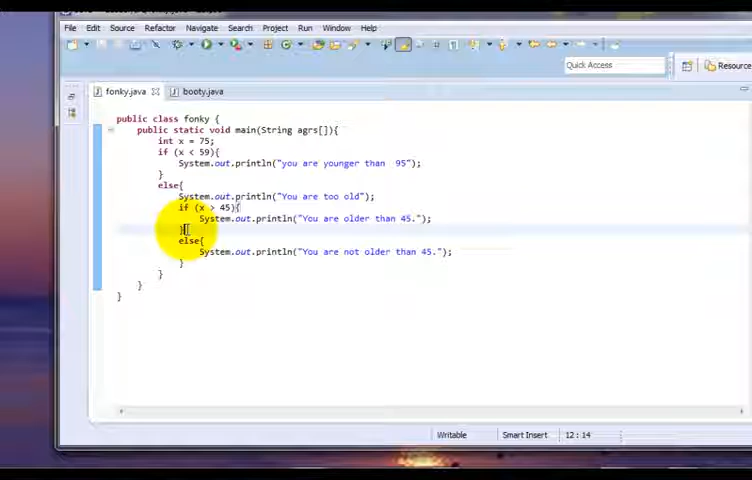 File Edit Source Refactor Navigate Search Project Run Window Help
Quick Access Resource
fonky.java booty.java
public class fonky {
public static void main(String agrs[]){
int x = 75;
if (x < 59){
System.out.println("you are younger than  95");
}
else{
System.out.println("You are too old");
if (x > 45){
System.out.println("You are older than 45.");
}
else{
System.out.println("You are not older than 45.");
}
}
}
}
Writable Smart Insert 12 : 14